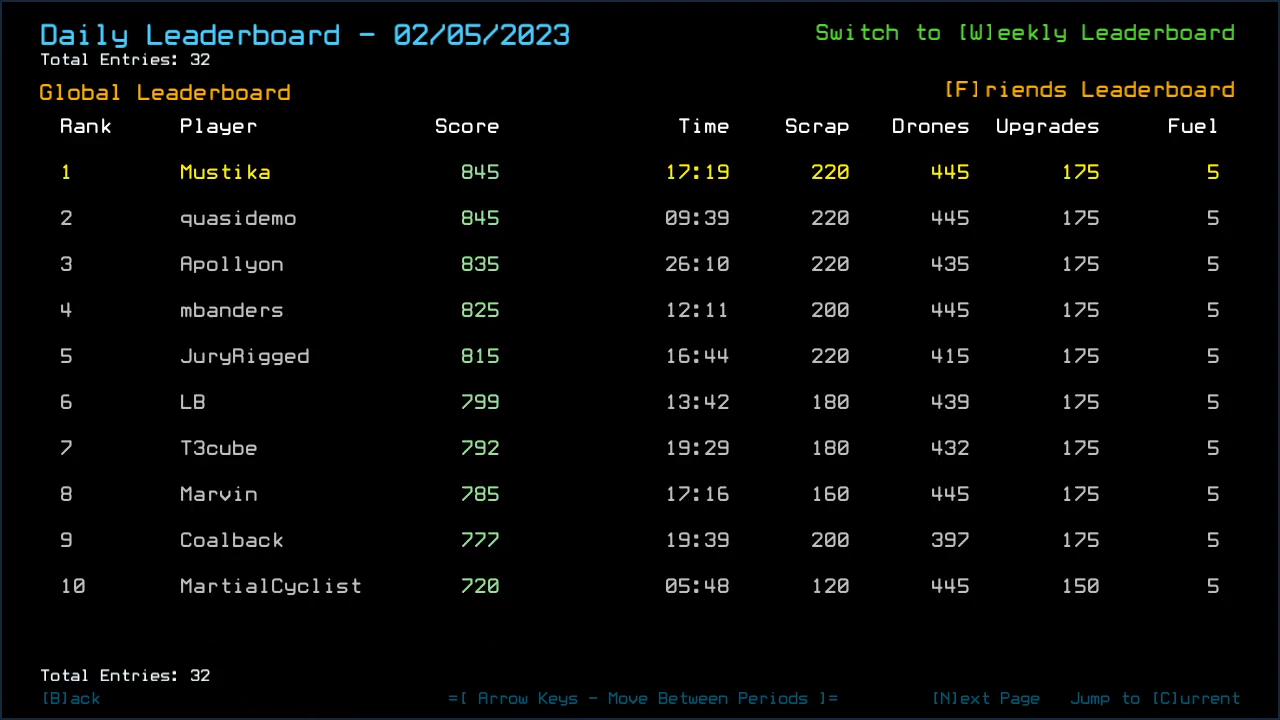 Daily Leaderboard - 02/05/2023 Switch to [W]eekly Leaderboard
Total Entries: 32
Global Leaderboard [F]riends Leaderboard
Rank Player Score Time Scrap Drones Upgrades Fuel
1 Mustika 845 17:19 220 445 175 5
2 quasidemo 845 09:39 220 445 175 5
3 Apollyon 835 26:10 220 435 175 5
4 mbanders 825 12:11 200 445 175 5
5 JuryRigged 815 16:44 220 415 175 5
6 LB 799 13:42 180 439 175 5
7 T3cube 792 19:29 180 432 175 5
8 Marvin 785 17:16 160 445 175 5
9 Coalback 777 19:39 200 397 175 5
10 MartialCyclist 720 05:48 120 445 150 5
Total Entries: 32
[B]ack =[ Arrow Keys - Move Between Periods ]= [N]ext Page Jump to [C]urrent